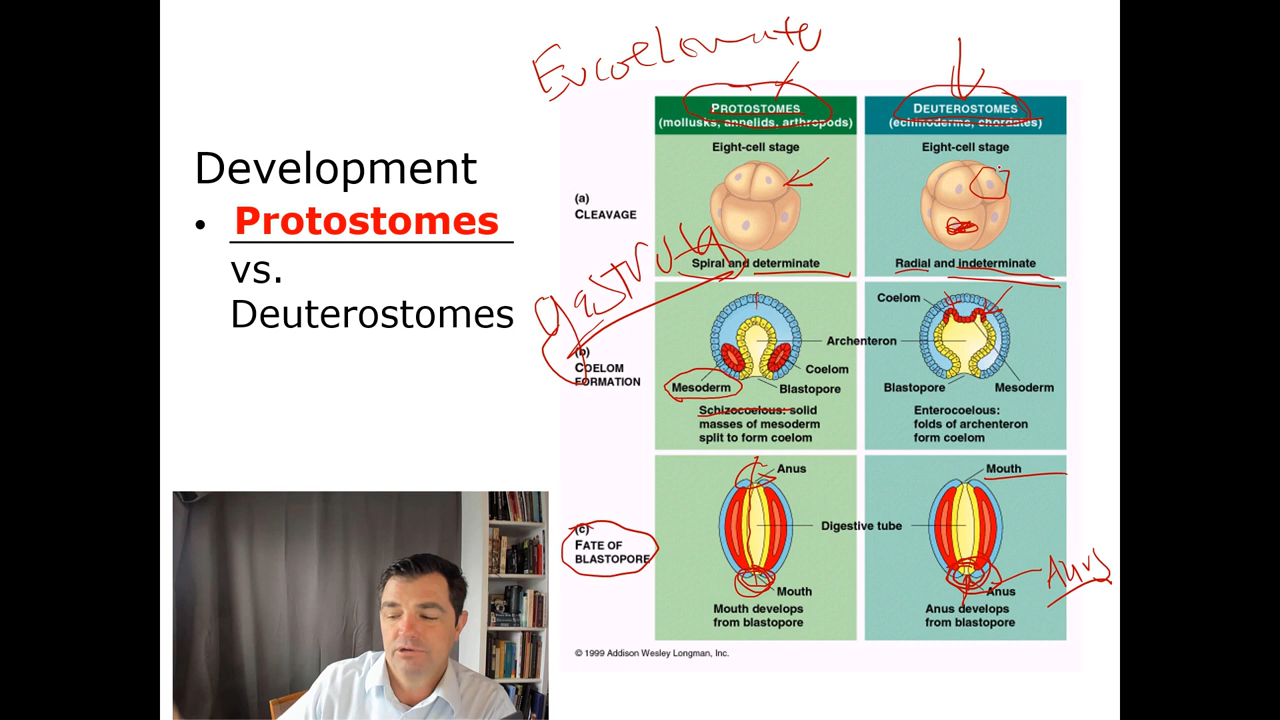 Eucoelomate
Development
• Protostomes
vs.
Deuterostomes
PROTOSTOMES
(mollusks, annelids, arthropods)
DEUTEROSTOMES
(echinoderms, chordates)
(a)
CLEAVAGE
Eight-cell stage
Spiral and determinate
Eight-cell stage
Radial and indeterminate
gastrula
(b)
COELOM
FORMATION
Archenteron
Coelom
Mesoderm
Blastopore
Schizocoelous: solid
masses of mesoderm
split to form coelom
Coelom
Blastopore
Mesoderm
Enterocoelous:
folds of archenteron
form coelom
(c)
FATE OF
BLASTOPORE
Anus
Digestive tube
Mouth
Mouth develops
from blastopore
Mouth
Anus
Anus
Anus develops
from blastopore
© 1999 Addison Wesley Longman, Inc.